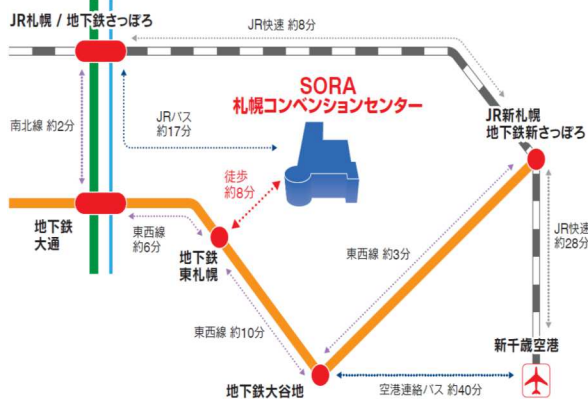 JR札幌 / 地下鉄さっぽろ
JR快速 約8分
SORA
札幌コンベンションセンター
JR新札幌
地下鉄新さっぽろ
南北線 約2分
JRバス
約17分
徒歩
約8分
地下鉄
大通
東西線
約6分
地下鉄
東札幌
東西線 約3分
JR快速
約28分
東西線 約10分
新千歳空港
地下鉄大谷地
空港連絡バス 約40分